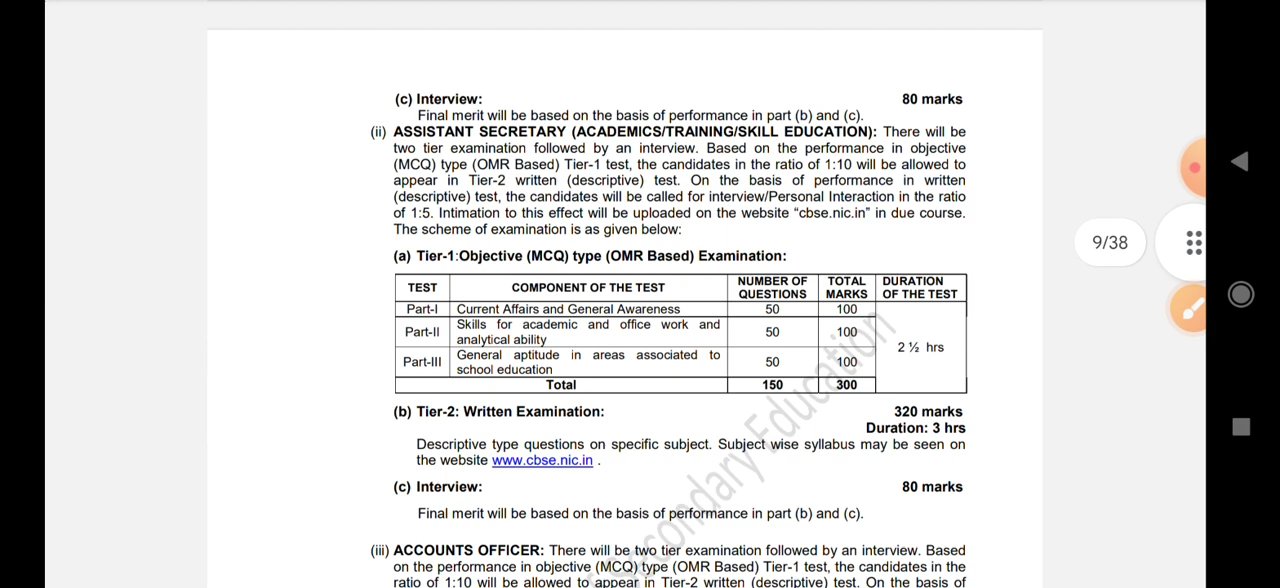 (c) Interview: 80 marks
Final merit will be based on the basis of performance in part (b) and (c).
(ii) ASSISTANT SECRETARY (ACADEMICS/TRAINING/SKILL EDUCATION): There will be
two tier examination followed by an interview. Based on the performance in objective
(MCQ) type (OMR Based) Tier-1 test, the candidates in the ratio of 1:10 will be allowed to
appear in Tier-2 written (descriptive) test. On the basis of performance in written
(descriptive) test, the candidates will be called for interview/Personal Interaction in the ratio
of 1:5. Intimation to this effect will be uploaded on the website “cbse.nic.in” in due course.
The scheme of examination is as given below:
9/38
(a) Tier-1:Objective (MCQ) type (OMR Based) Examination:
TEST COMPONENT OF THE TEST NUMBER OF QUESTIONS TOTAL MARKS DURATION OF THE TEST
Part-I Current Affairs and General Awareness 50 100
Part-II Skills for academic and office work and analytical ability 50 100
2 ½ hrs
Part-III General aptitude in areas associated to school education 50 100
Total 150 300
(b) Tier-2: Written Examination: 320 marks
Duration: 3 hrs
Descriptive type questions on specific subject. Subject wise syllabus may be seen on
the website www.cbse.nic.in .
(c) Interview: 80 marks
Final merit will be based on the basis of performance in part (b) and (c).
(iii) ACCOUNTS OFFICER: There will be two tier examination followed by an interview. Based
on the performance in objective (MCQ) type (OMR Based) Tier-1 test, the candidates in the
ratio of 1:10 will be allowed to appear in Tier-2 written (descriptive) test. On the basis of
Secondary Education